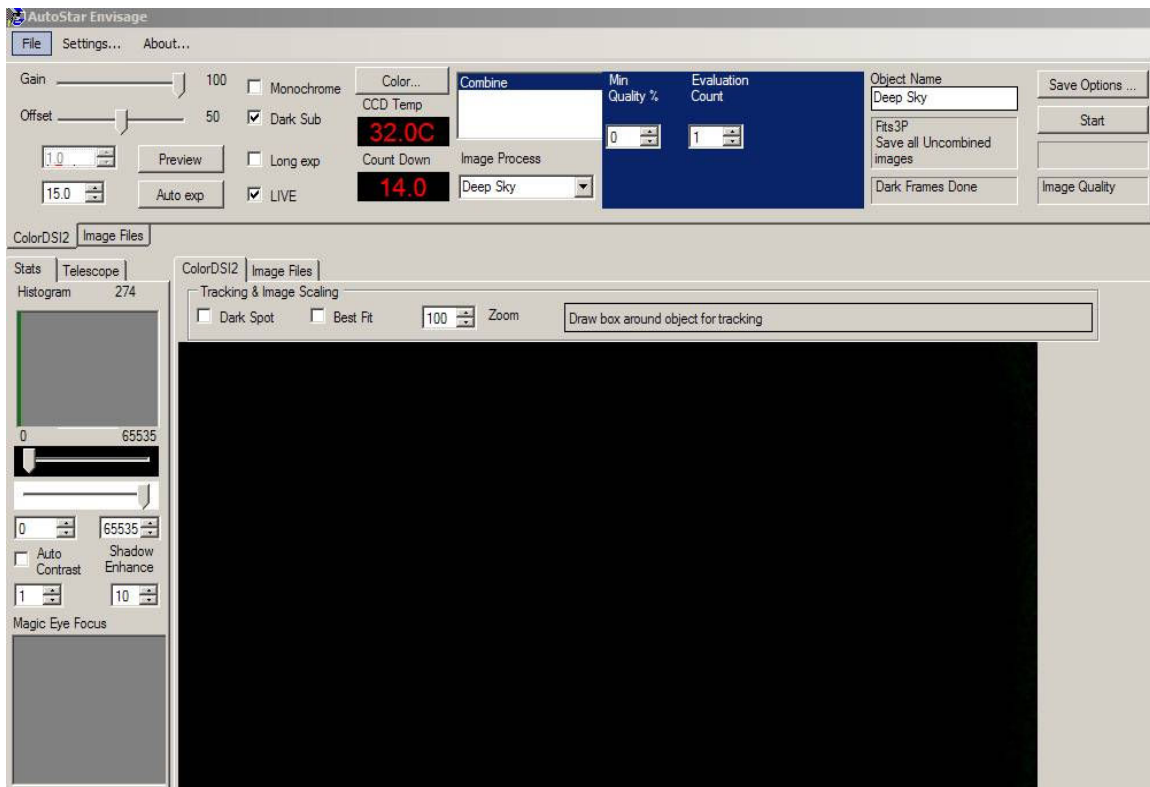 AutoStar Envisage
File Settings... About...
Gain 100
Offset 50
1.0 Preview
15.0 Auto exp
Monochrome
Dark Sub
Long exp
LIVE
Color...
CCD Temp
32.0C
Count Down
14.0
Combine
Image Process
Deep Sky
Min
Quality %
0
Evaluation
Count
1
Object Name
Deep Sky
Fits3P
Save all Uncombined
images
Dark Frames Done
Save Options ...
Start
Image Quality
ColorDSI2 Image Files
Stats Telescope
Histogram 274
0 65535
0 65535
Auto
Contrast
Shadow
Enhance
1 10
Magic Eye Focus
ColorDSI2 Image Files
Tracking & Image Scaling
Dark Spot Best Fit 100 Zoom Draw box around object for tracking